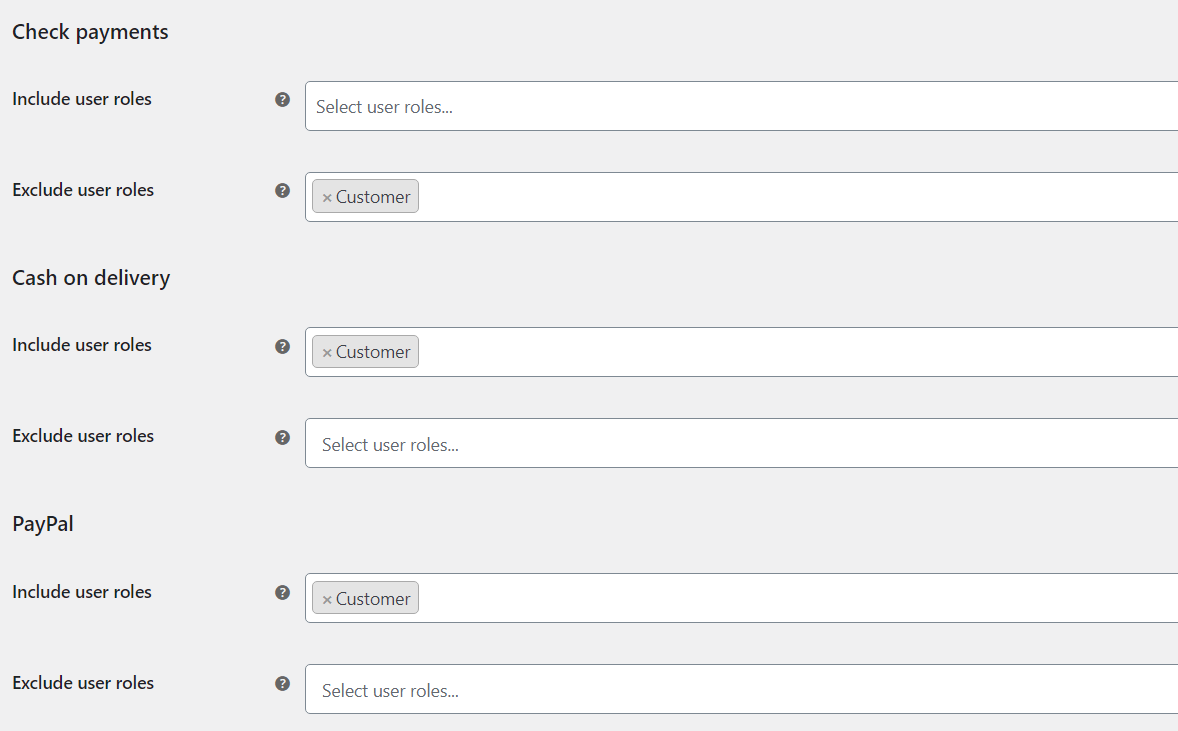 Check payments
Include user roles ? Select user roles...
Exclude user roles ? × Customer
Cash on delivery
Include user roles ? × Customer
Exclude user roles ? Select user roles...
PayPal
Include user roles ? × Customer
Exclude user roles ? Select user roles...